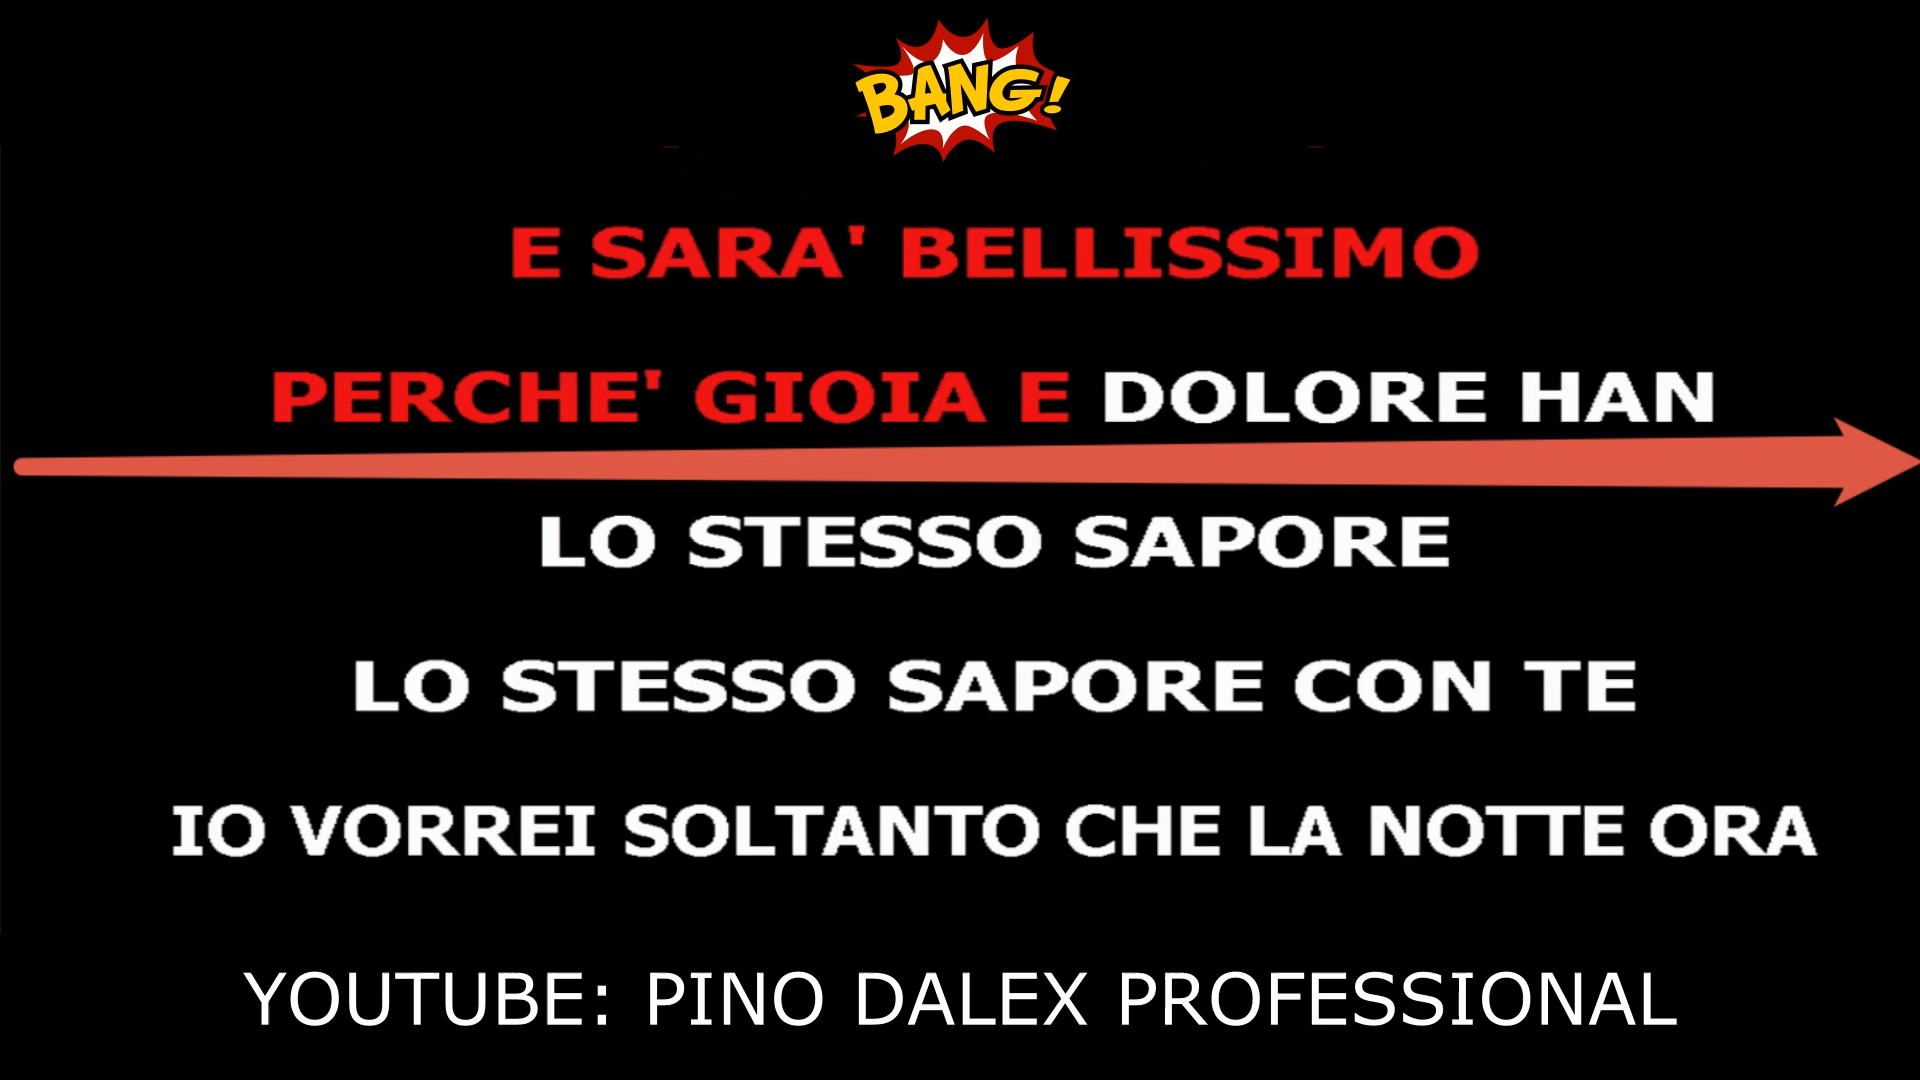 BANG!
E SARA' BELLISSIMO
PERCHE' GIOIA E DOLORE HAN
LO STESSO SAPORE
LO STESSO SAPORE CON TE
IO VORREI SOLTANTO CHE LA NOTTE ORA
YOUTUBE: PINO DALEX PROFESSIONAL